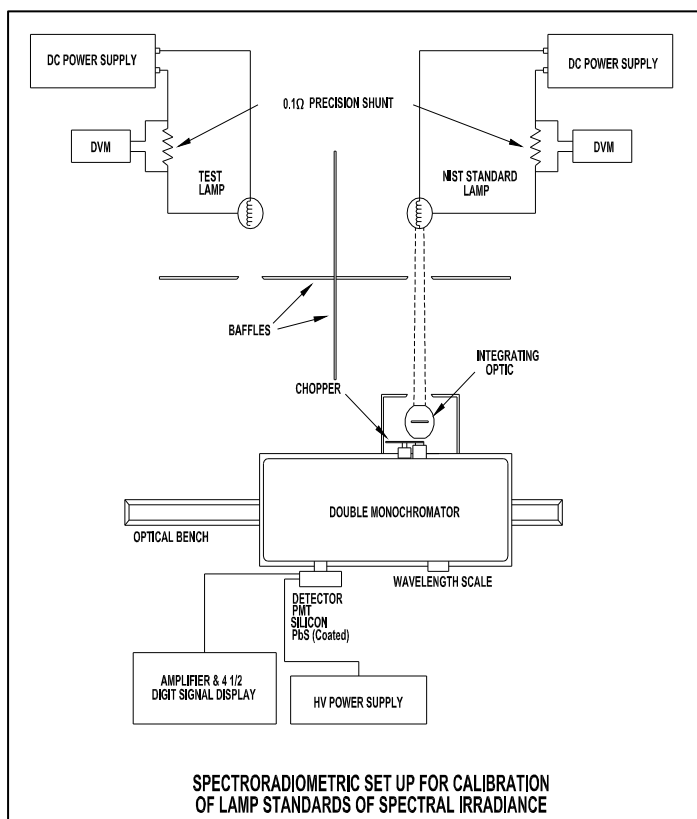 DC POWER SUPPLY
DC POWER SUPPLY
0.1Ω PRECISION SHUNT
DVM
DVM
TEST
LAMP
NIST STANDARD
LAMP
BAFFLES
INTEGRATING
OPTIC
CHOPPER
DOUBLE MONOCHROMATOR
OPTICAL BENCH
WAVELENGTH SCALE
DETECTOR
PMT
SILICON
PbS (Coated)
AMPLIFIER & 4 1/2
DIGIT SIGNAL DISPLAY
HV POWER SUPPLY
SPECTRORADIOMETRIC SET UP FOR CALIBRATION
OF LAMP STANDARDS OF SPECTRAL IRRADIANCE